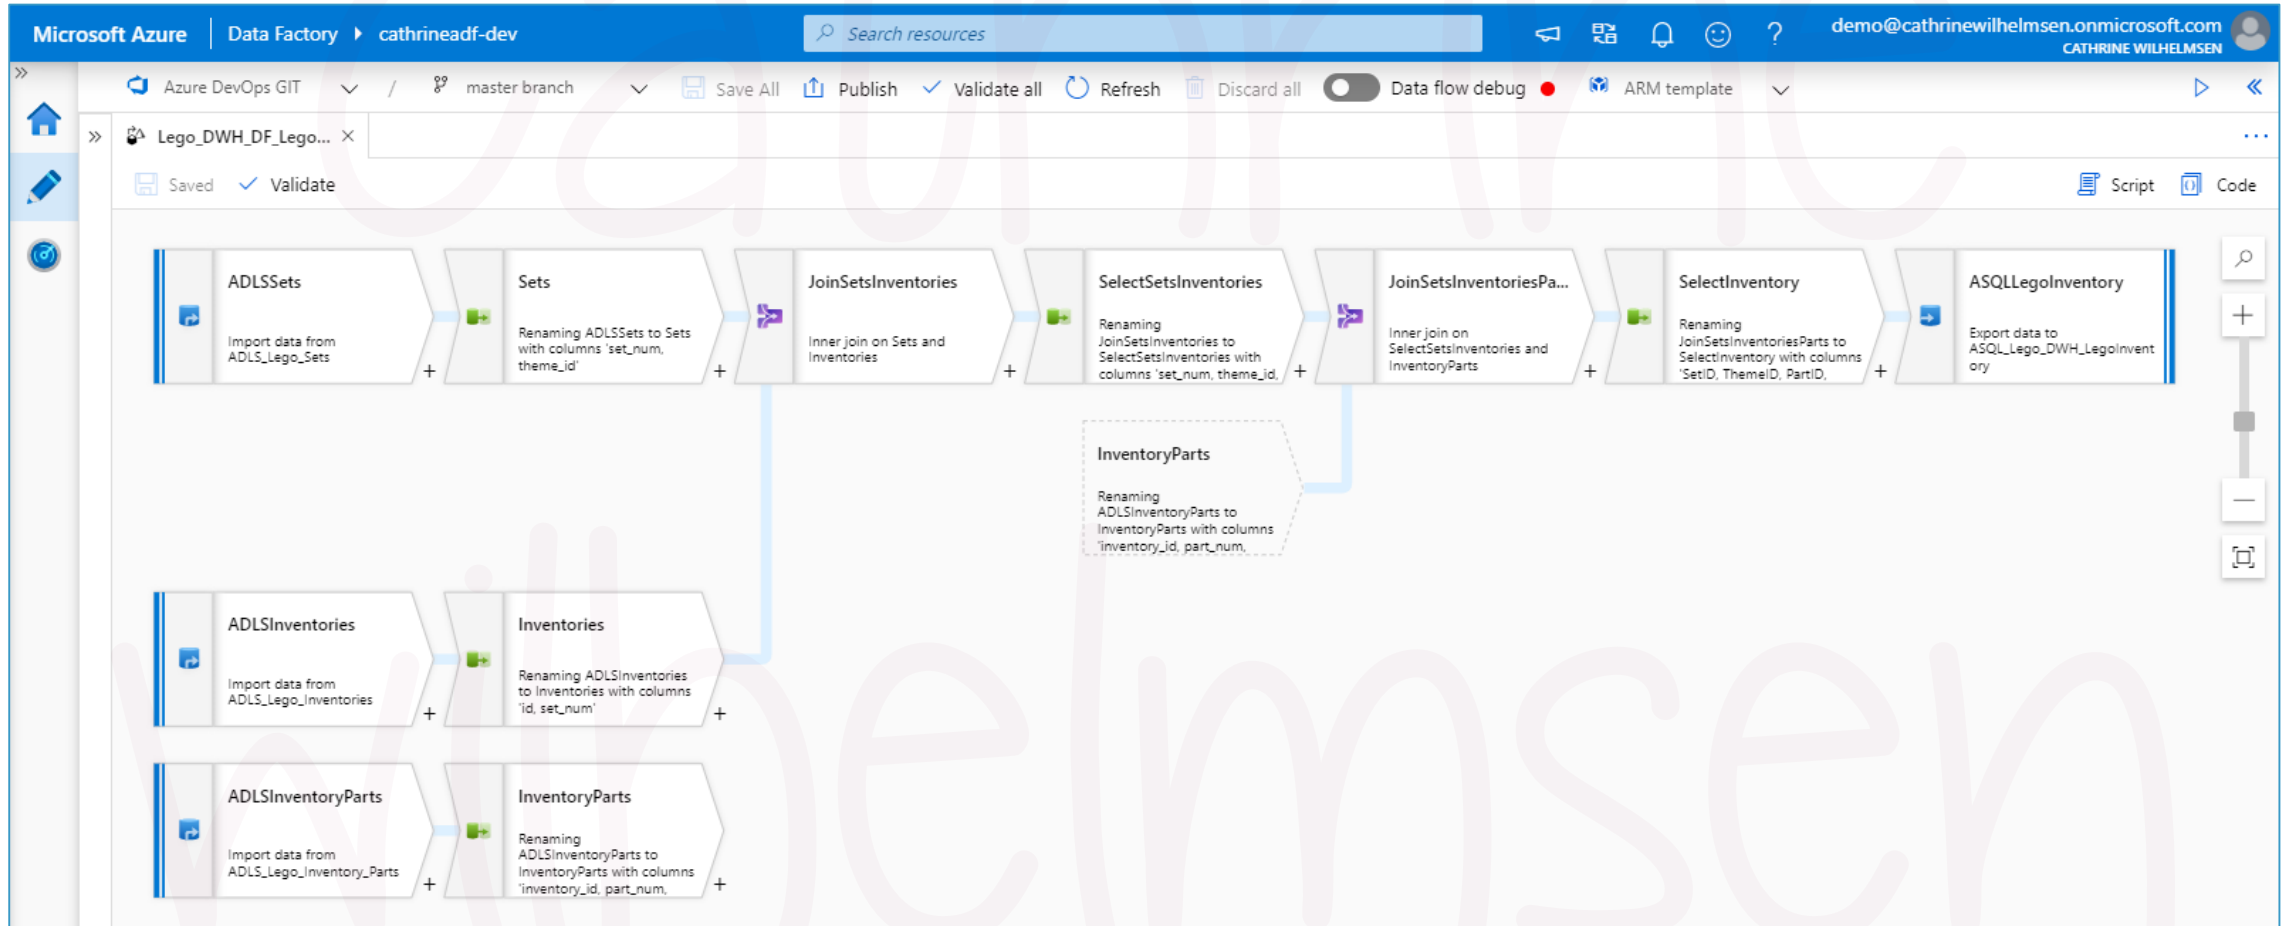 Microsoft Azure
Data Factory
cathrineadf-dev
Search resources
demo@cathrinewilhelmsen.onmicrosoft.com
CATHRINE WILHELMSEN
Azure DevOps GIT
/
master branch
Save All
Publish
Validate all
Refresh
Discard all
Data flow debug
ARM template
Lego_DWH_DF_Lego...
Saved
Validate
Script
Code
ADLSSets
Import data from
ADLS_Lego_Sets
+
Sets
Renaming ADLSSets to Sets
with columns 'set_num,
theme_id'
+
JoinSetsInventories
Inner join on Sets and
Inventories
+
SelectSetsInventories
Renaming
JoinSetsInventories to
SelectSetsInventories with
columns 'set_num, theme_id,
+
JoinSetsInventoriesPa...
Inner join on
SelectSetsInventories and
InventoryParts
+
SelectInventory
Renaming
JoinSetsInventoriesParts to
SelectInventory with columns
'SetID, ThemeID, PartID,
+
ASQLLegoInventory
Export data to
ASQL_Lego_DWH_LegoInvent
ory
InventoryParts
Renaming
ADLSInventoryParts to
InventoryParts with columns
'inventory_id, part_num,
ADLSInventories
Import data from
ADLS_Lego_Inventories
+
Inventories
Renaming ADLSInventories
to Inventories with columns
'id, set_num'
+
ADLSInventoryParts
Import data from
ADLS_Lego_Inventory_Parts
+
InventoryParts
Renaming
ADLSInventoryParts to
InventoryParts with columns
'inventory_id, part_num,
+
cathrine
wilhelmsen